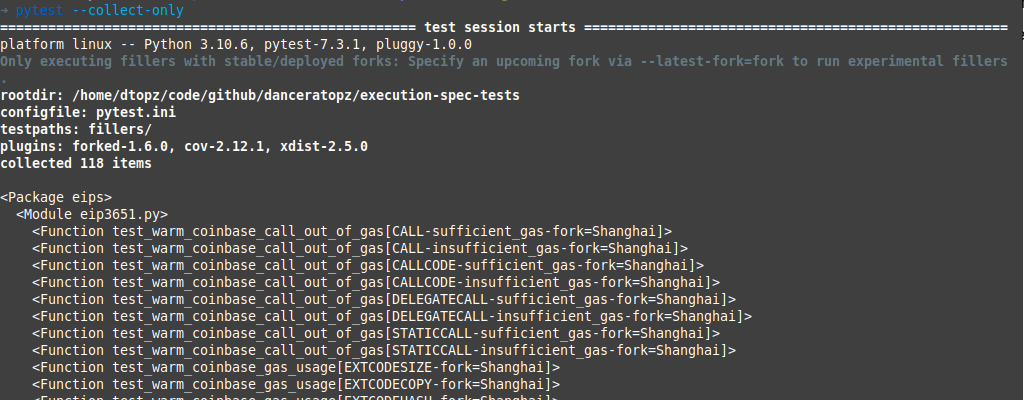 → pytest --collect-only
================================================== test session starts ===================================================
platform linux -- Python 3.10.6, pytest-7.3.1, pluggy-1.0.0
Only executing fillers with stable/deployed forks: Specify an upcoming fork via --latest-fork=fork to run experimental fillers
.
rootdir: /home/dtopz/code/github/danceratopz/execution-spec-tests
configfile: pytest.ini
testpaths: fillers/
plugins: forked-1.6.0, cov-2.12.1, xdist-2.5.0
collected 118 items
<Package eips>
<Module eip3651.py>
<Function test_warm_coinbase_call_out_of_gas[CALL-sufficient_gas-fork=Shanghai]>
<Function test_warm_coinbase_call_out_of_gas[CALL-insufficient_gas-fork=Shanghai]>
<Function test_warm_coinbase_call_out_of_gas[CALLCODE-sufficient_gas-fork=Shanghai]>
<Function test_warm_coinbase_call_out_of_gas[CALLCODE-insufficient_gas-fork=Shanghai]>
<Function test_warm_coinbase_call_out_of_gas[DELEGATECALL-sufficient_gas-fork=Shanghai]>
<Function test_warm_coinbase_call_out_of_gas[DELEGATECALL-insufficient_gas-fork=Shanghai]>
<Function test_warm_coinbase_call_out_of_gas[STATICCALL-sufficient_gas-fork=Shanghai]>
<Function test_warm_coinbase_call_out_of_gas[STATICCALL-insufficient_gas-fork=Shanghai]>
<Function test_warm_coinbase_gas_usage[EXTCODESIZE-fork=Shanghai]>
<Function test_warm_coinbase_gas_usage[EXTCODECOPY-fork=Shanghai]>
<Function test_warm_coinbase_gas_usage[EXTCODEHASH-fork=Shanghai]>